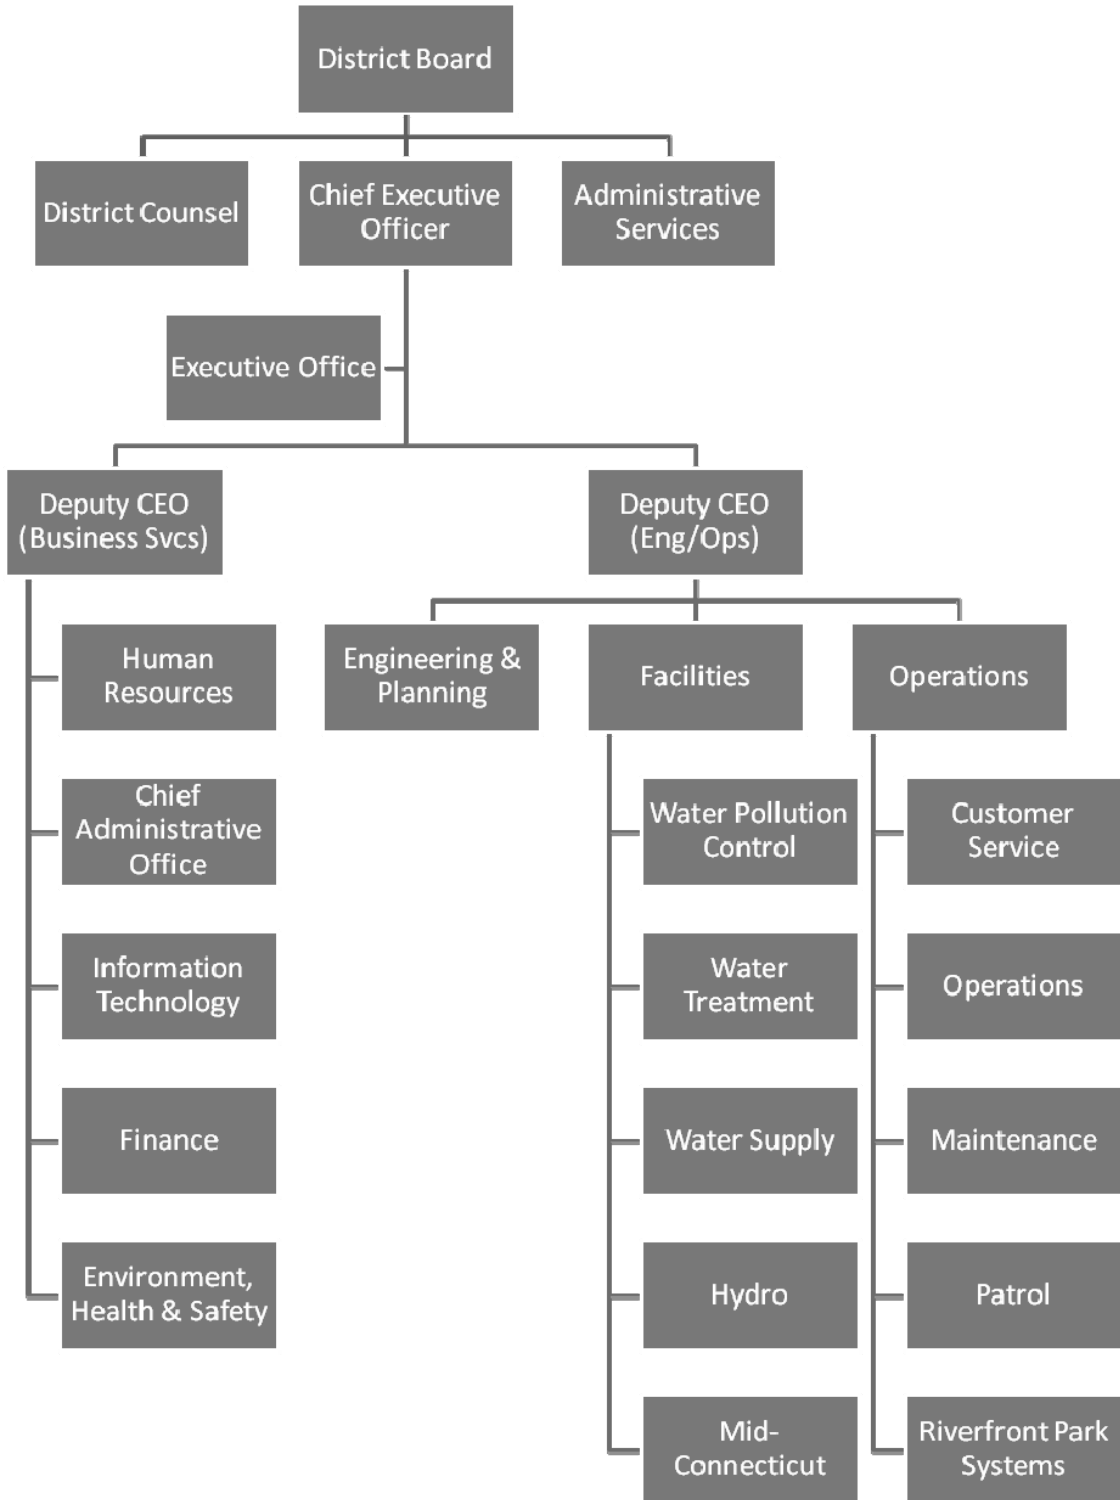 District Board
District Counsel
Chief Executive
Officer
Administrative
Services
Executive Office
Deputy CEO
(Business Svcs)
Deputy CEO
(Eng/Ops)
Human
Resources
Chief
Administrative
Office
Information
Technology
Finance
Environment,
Health & Safety
Engineering &
Planning
Facilities
Operations
Water Pollution
Control
Water
Treatment
Water Supply
Hydro
Mid-
Connecticut
Customer
Service
Operations
Maintenance
Patrol
Riverfront Park
Systems